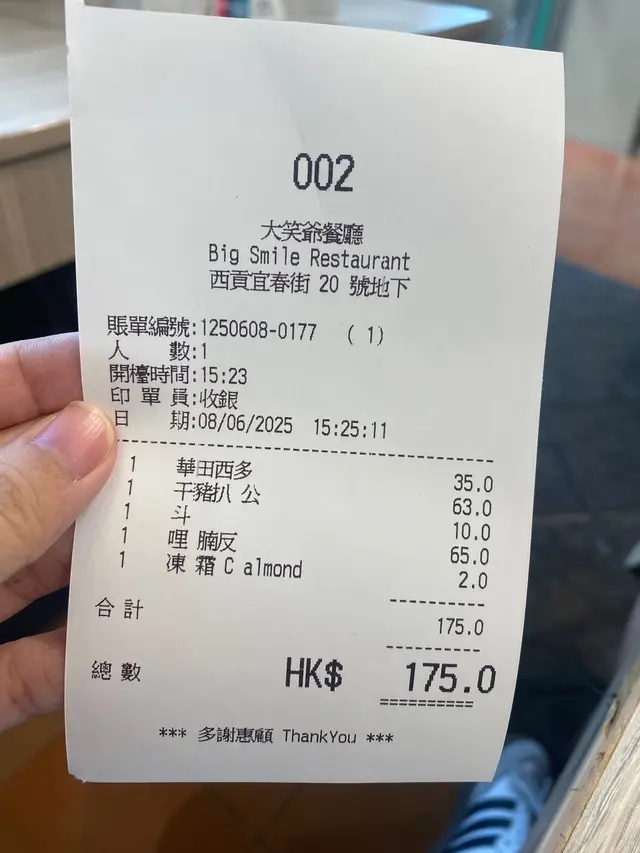 002
大笑爺餐廳
Big Smile Restaurant
西貢宜春街 20 號地下
賬單編號:1250608-0177 ( 1)
人 數:1
開檯時間:15:23
印 單 員:收銀
日 期:08/06/2025 15:25:11
1 華田西多 35.0
1 干豬扒 公 63.0
1 斗 10.0
1 哩 腩反 65.0
1 凍 霜 C almond 2.0
合 計 175.0
總 數 HK$ 175.0
*** 多謝惠顧 ThankYou ***